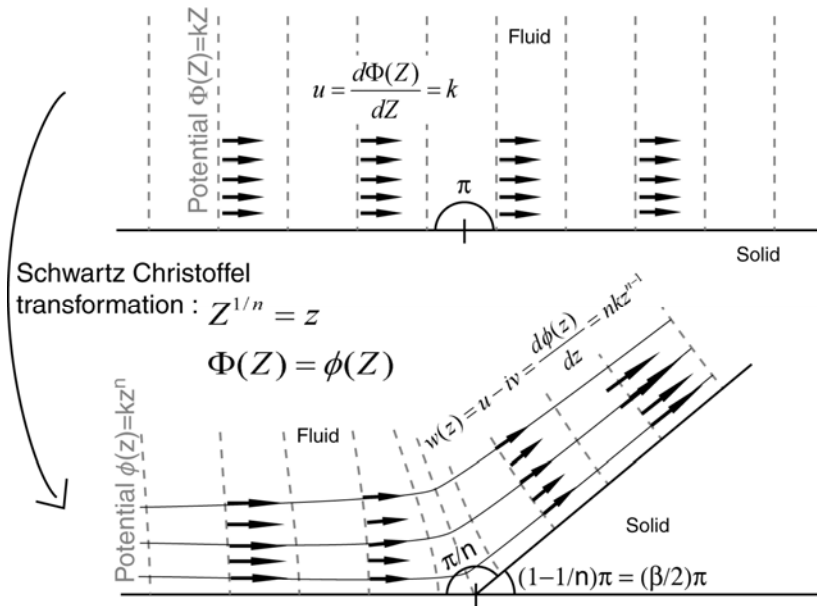 Potential Φ(Z)=kZ
Fluid
u = dΦ(Z)/dZ = k
π
Solid
Schwartz Christoffel
transformation : Z^{1/n} = z
Φ(Z) = ϕ(Z)
w(z) = u − iv = dϕ(z)/dz = nkz^{n−1}
Potential ϕ(z)=kz^n
Fluid
Solid
π/n
(1−1/n)π = (β/2)π